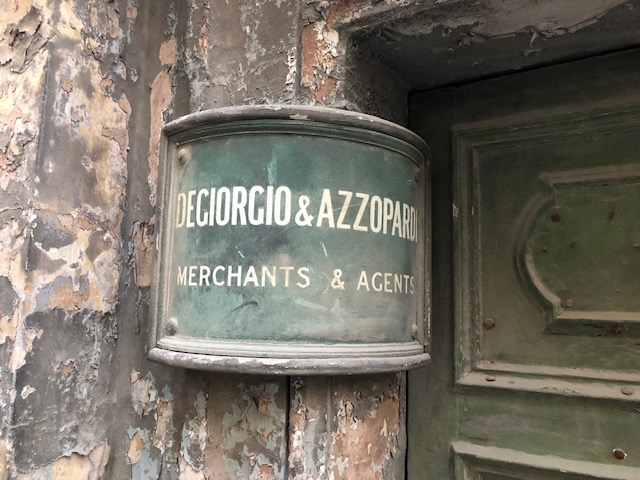 DEGIORGIO & AZZOPARDI
MERCHANTS & AGENTS